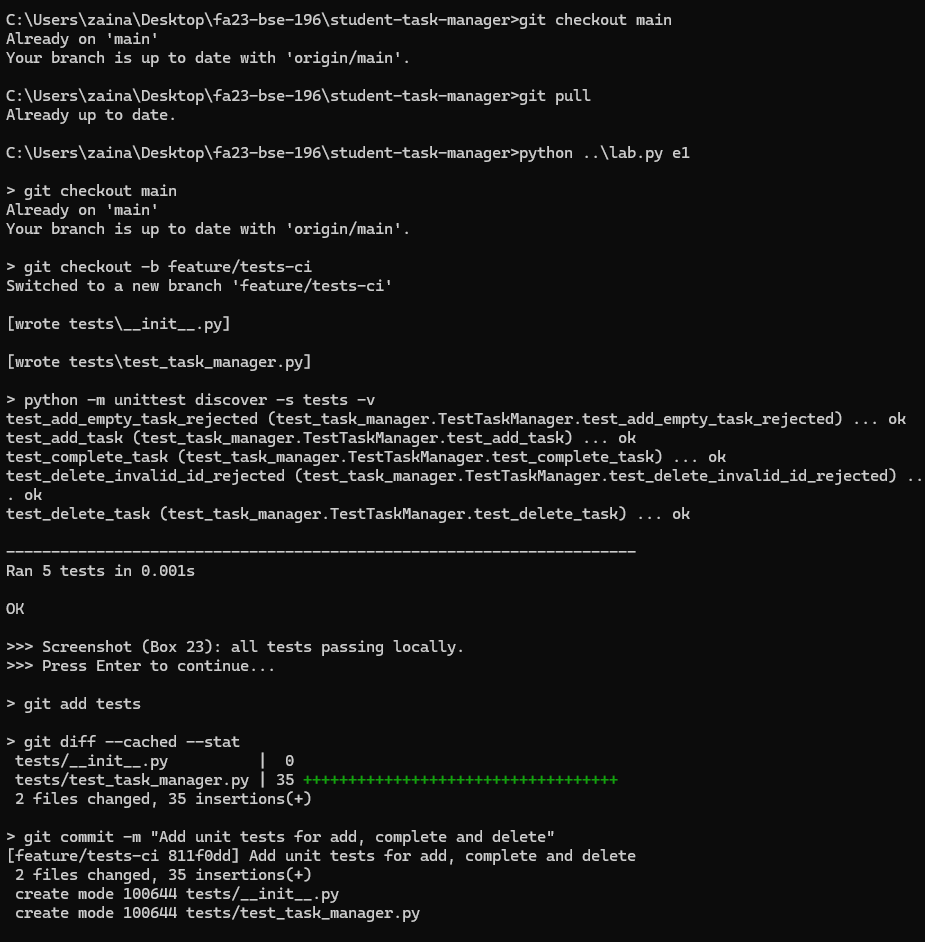 C:\Users\zaina\Desktop\fa23-bse-196\student-task-manager>git checkout main
Already on 'main'
Your branch is up to date with 'origin/main'.
C:\Users\zaina\Desktop\fa23-bse-196\student-task-manager>git pull
Already up to date.
C:\Users\zaina\Desktop\fa23-bse-196\student-task-manager>python ..\lab.py e1
> git checkout main
Already on 'main'
Your branch is up to date with 'origin/main'.
> git checkout -b feature/tests-ci
Switched to a new branch 'feature/tests-ci'
[wrote tests\__init__.py]
[wrote tests\test_task_manager.py]
> python -m unittest discover -s tests -v
test_add_empty_task_rejected (test_task_manager.TestTaskManager.test_add_empty_task_rejected) ... ok
test_add_task (test_task_manager.TestTaskManager.test_add_task) ... ok
test_complete_task (test_task_manager.TestTaskManager.test_complete_task) ... ok
test_delete_invalid_id_rejected (test_task_manager.TestTaskManager.test_delete_invalid_id_rejected) ..
. ok
test_delete_task (test_task_manager.TestTaskManager.test_delete_task) ... ok
----------------------------------------------------------------------
Ran 5 tests in 0.001s
OK
>>> Screenshot (Box 23): all tests passing locally.
>>> Press Enter to continue...
> git add tests
> git diff --cached --stat
 tests/__init__.py          |  0
 tests/test_task_manager.py | 35 +++++++++++++++++++++++++++++++++++
 2 files changed, 35 insertions(+)
> git commit -m "Add unit tests for add, complete and delete"
[feature/tests-ci 811f0dd] Add unit tests for add, complete and delete
 2 files changed, 35 insertions(+)
 create mode 100644 tests/__init__.py
 create mode 100644 tests/test_task_manager.py